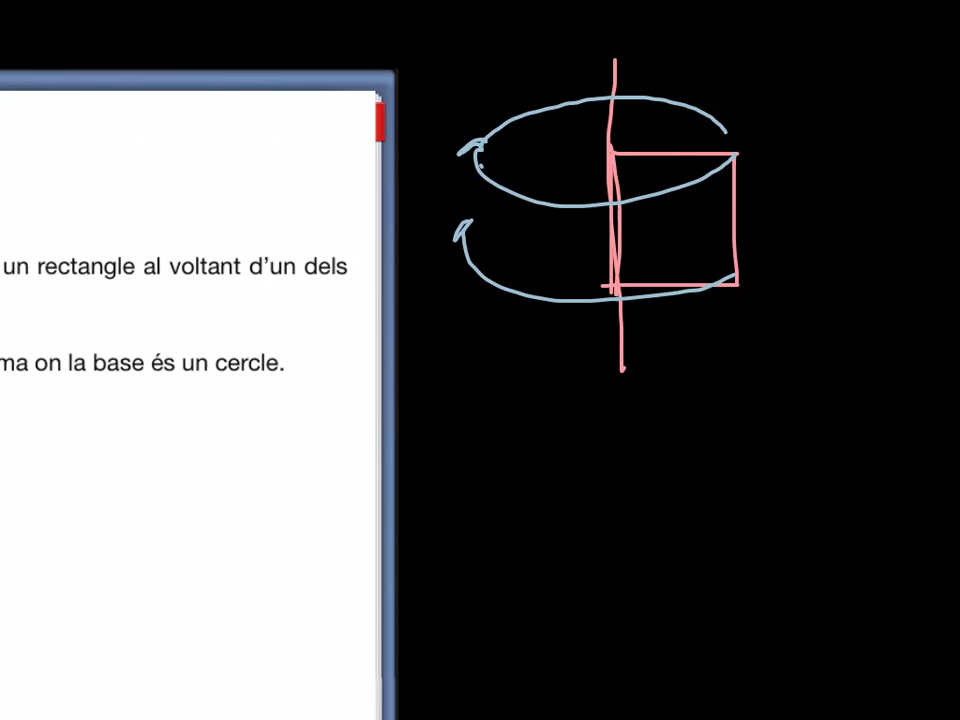 un rectangle al voltant d’un dels
ma on la base és un cercle.